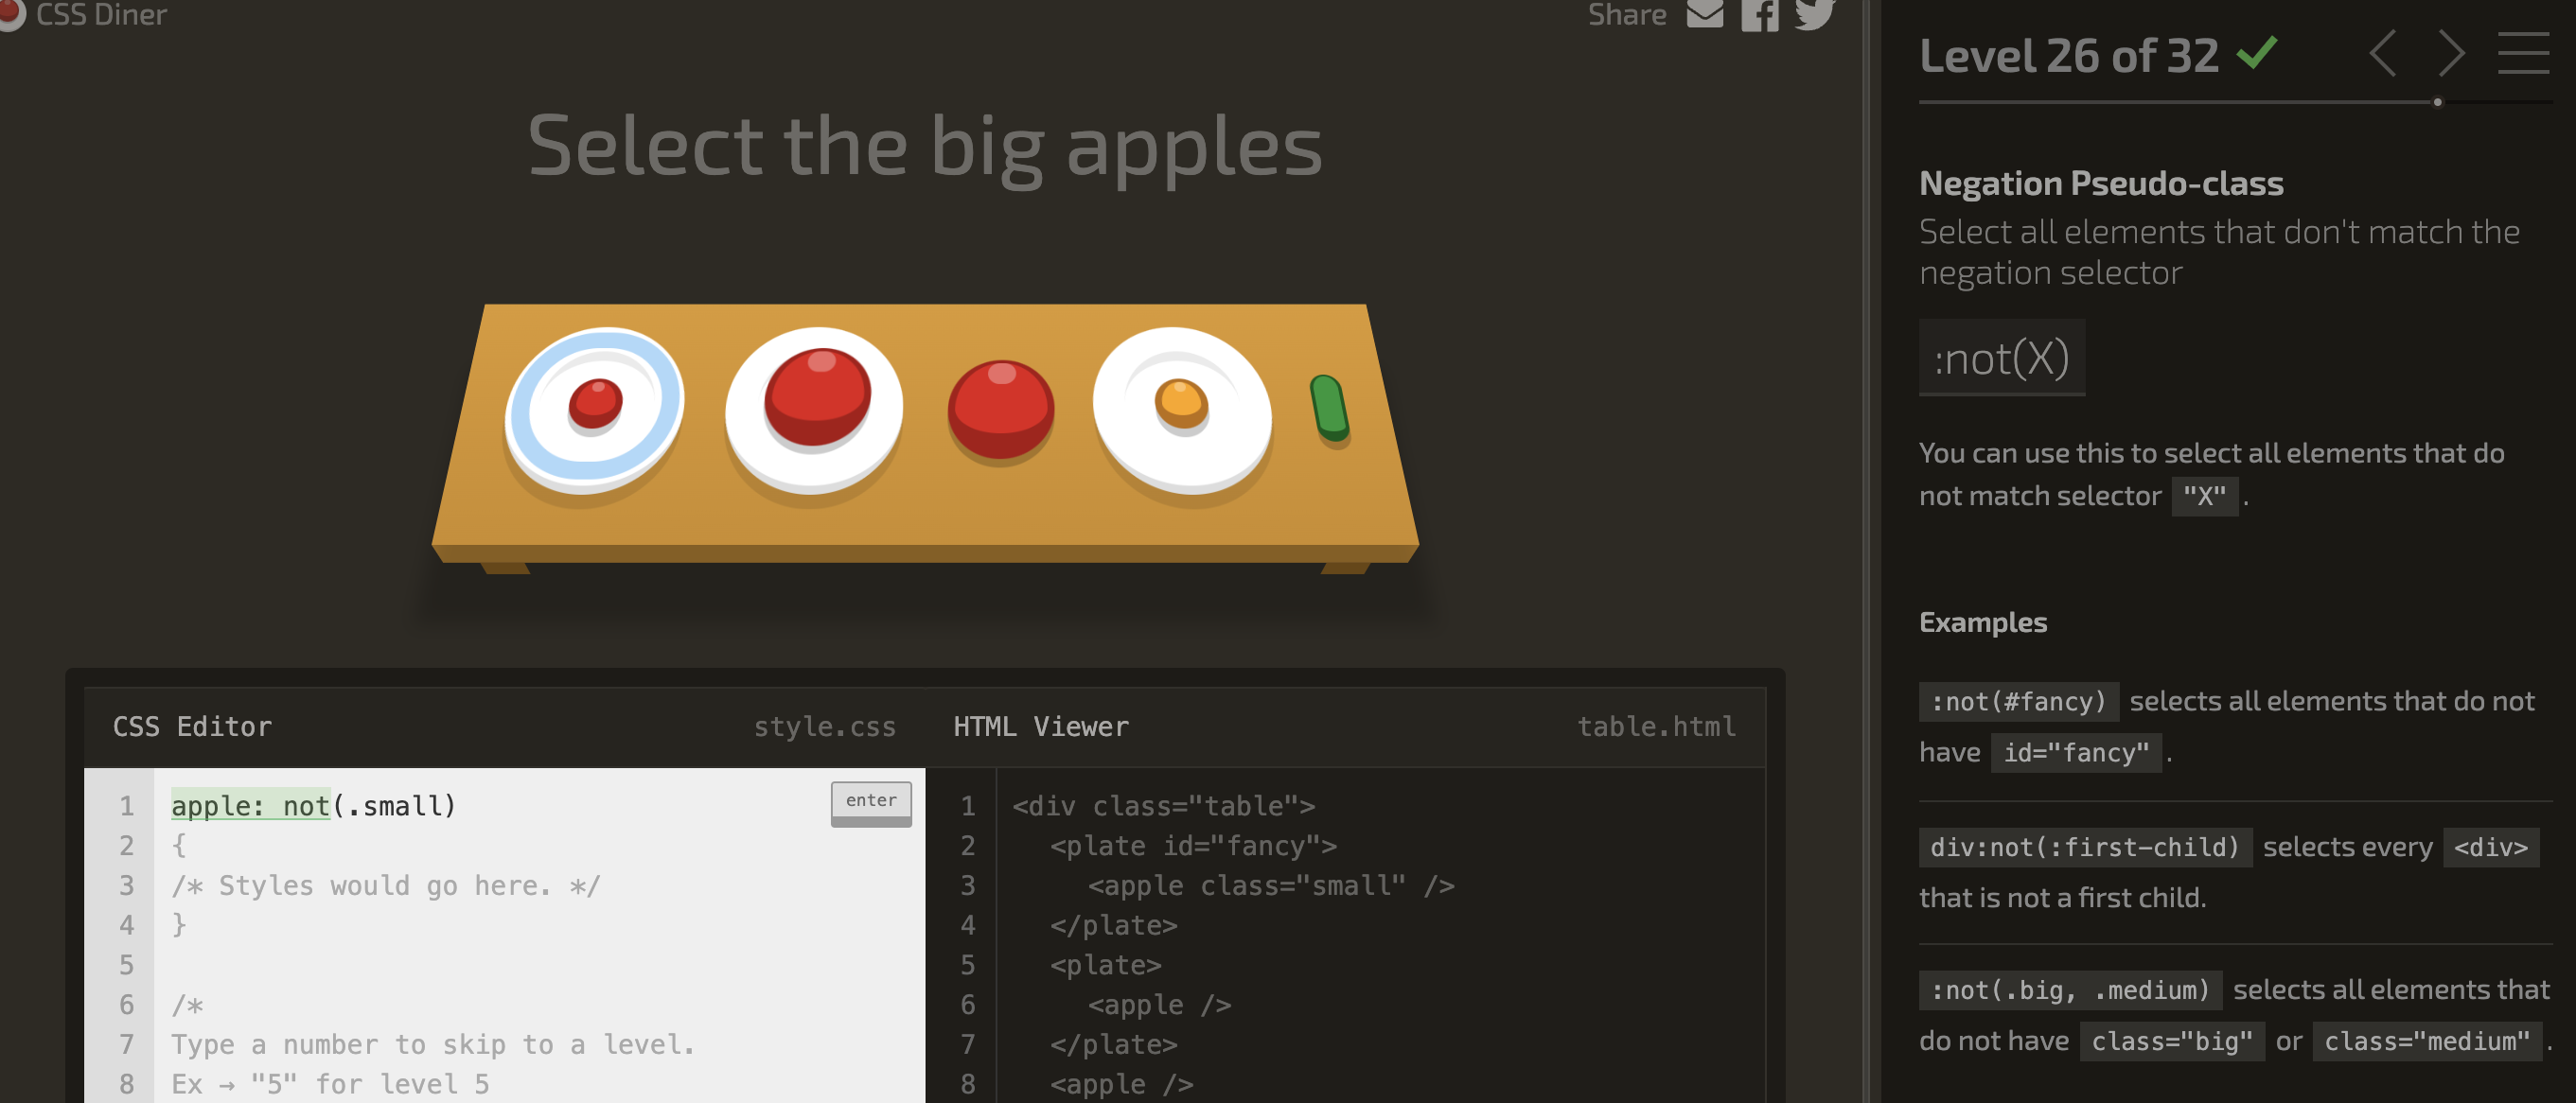 CSS Diner
Share
Select the big apples
CSS Editor style.css
1 apple: not(.small)
enter
2 {
3 /* Styles would go here. */
4 }
5
6 /*
7 Type a number to skip to a level.
8 Ex → "5" for level 5
HTML Viewer table.html
1 <div class="table">
2 <plate id="fancy">
3 <apple class="small" />
4 </plate>
5 <plate>
6 <apple />
7 </plate>
8 <apple />
Level 26 of 32
Negation Pseudo-class
Select all elements that don't match the
negation selector
:not(X)
You can use this to select all elements that do
not match selector "X" .
Examples
:not(#fancy) selects all elements that do not
have id="fancy" .
div:not(:first-child) selects every <div>
that is not a first child.
:not(.big, .medium) selects all elements that
do not have class="big" or class="medium" .